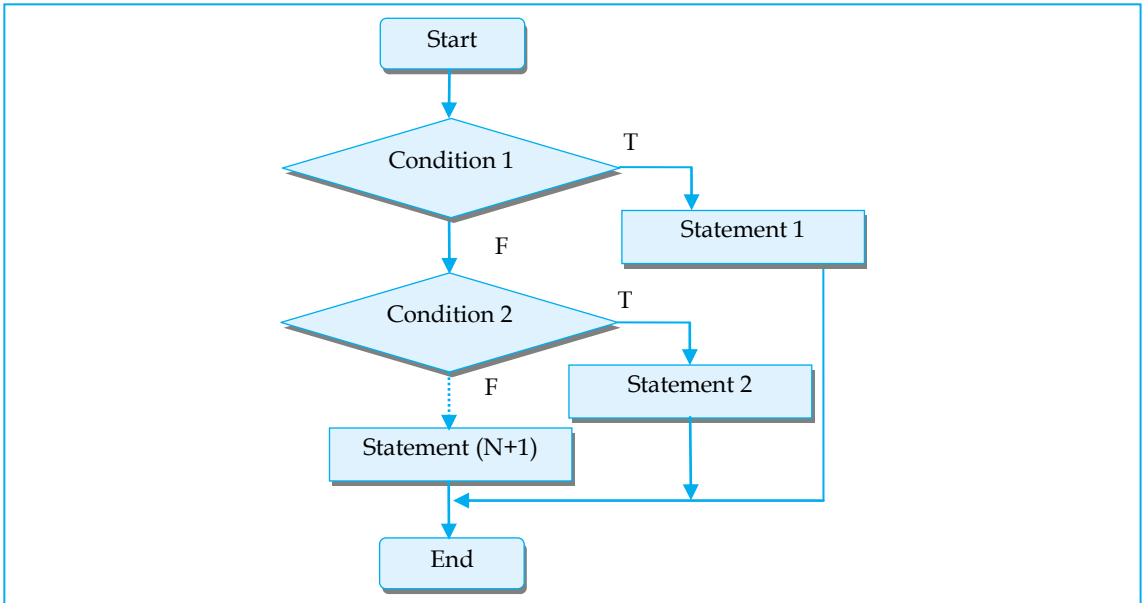 Start
Condition 1
T
Statement 1
F
Condition 2
T
Statement 2
F
Statement (N+1)
End